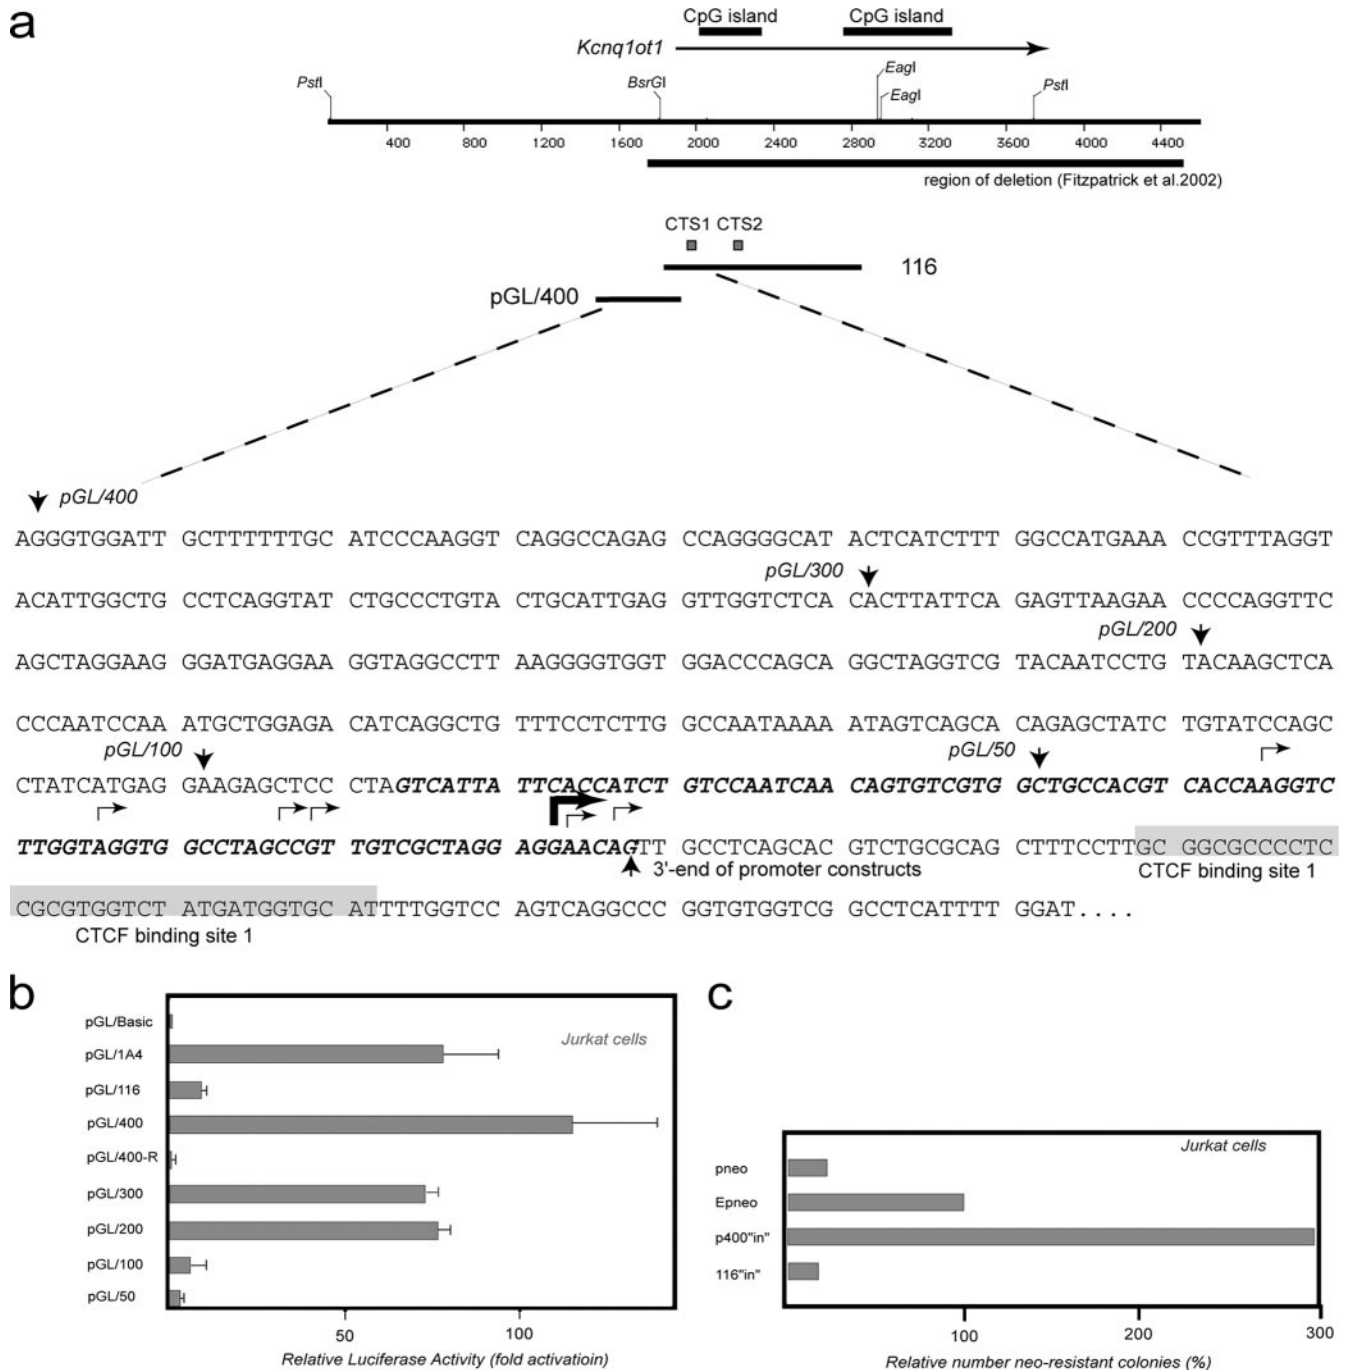 a
CpG island CpG island
Kcnq1ot1
PstI BsrGI EagI EagI PstI
400 800 1200 1600 2000 2400 2800 3200 3600 4000 4400
region of deletion (Fitzpatrick et al.2002)
CTS1 CTS2
116
pGL/400
pGL/400
AGGGTGGATT GCTTTTTTGC ATCCCAAGGT CAGGCCAGAG CCAGGGGCAT ACTCATCTTT GGCCATGAAA CCGTTTAGGT
pGL/300
ACATTGGCTG CCTCAGGTAT CTGCCCTGTA CTGCATTGAG GTTGGTCTCA CACTTATTCA GAGTTAAGAA CCCCAGGTTC
pGL/200
AGCTAGGAAG GGATGAGGAA GGTAGGCCTT AAGGGGTGGT GGACCCAGCA GGCTAGGTCG TACAATCCTG TACAAGCTCA
CCCAATCCAA ATGCTGGAGA CATCAGGCTG TTTCCTCTTG GCCAATAAAA ATAGTCAGCA CAGAGCTATC TGTATCCAGC
pGL/100 pGL/50
CTATCATGAG GAAGAGCTCC CTAGTCATTA TTCACCATCT GTCCAATCAA CAGTGTCGTG GCTGCCACGT CACCAAGGTC
TTGGTAGGTG GCCTAGCCGT TGTCGCTAGG AGGAACAGTT GCCTCAGCAC GTCTGCGCAG CTTTCCTTGC GGCGCCCCTC
3'-end of promoter constructs CTCF binding site 1
CGCGTGGTCT ATGATGGTGC ATTTTGGTCC AGTCAGGCCC GGTGTGGTCG GCCTCATTTT GGAT....
CTCF binding site 1
b
Jurkat cells
pGL/Basic
pGL/1A4
pGL/116
pGL/400
pGL/400-R
pGL/300
pGL/200
pGL/100
pGL/50
50 100
Relative Luciferase Activity (fold activatioin)
c
Jurkat cells
pneo
Epneo
p400"in"
116"in"
100 200 300
Relative number neo-resistant colonies (%)